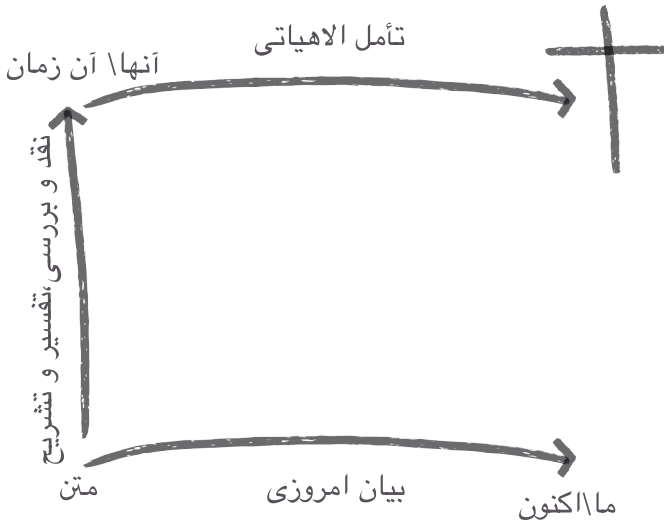 تأمل الاهیاتی
آنها\ آن زمان
نقد و بررسی،تفسیر و تشریح
متن
بیان امروزی
ما\اکنون